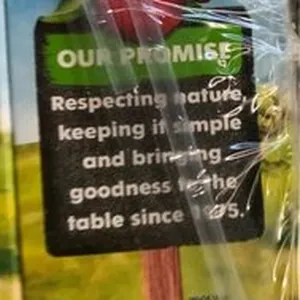 OUR PROMISE
Respecting nature,
keeping it simple
and bringing
goodness to the
table since